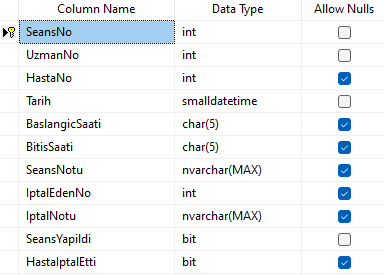 Column Name Data Type Allow Nulls
SeansNo int
UzmanNo int
HastaNo int
Tarih smalldatetime
BaslangicSaati char(5)
BitisSaati char(5)
SeansNotu nvarchar(MAX)
IptalEdenNo int
IptalNotu nvarchar(MAX)
SeansYapildi bit
HastaIptalEtti bit